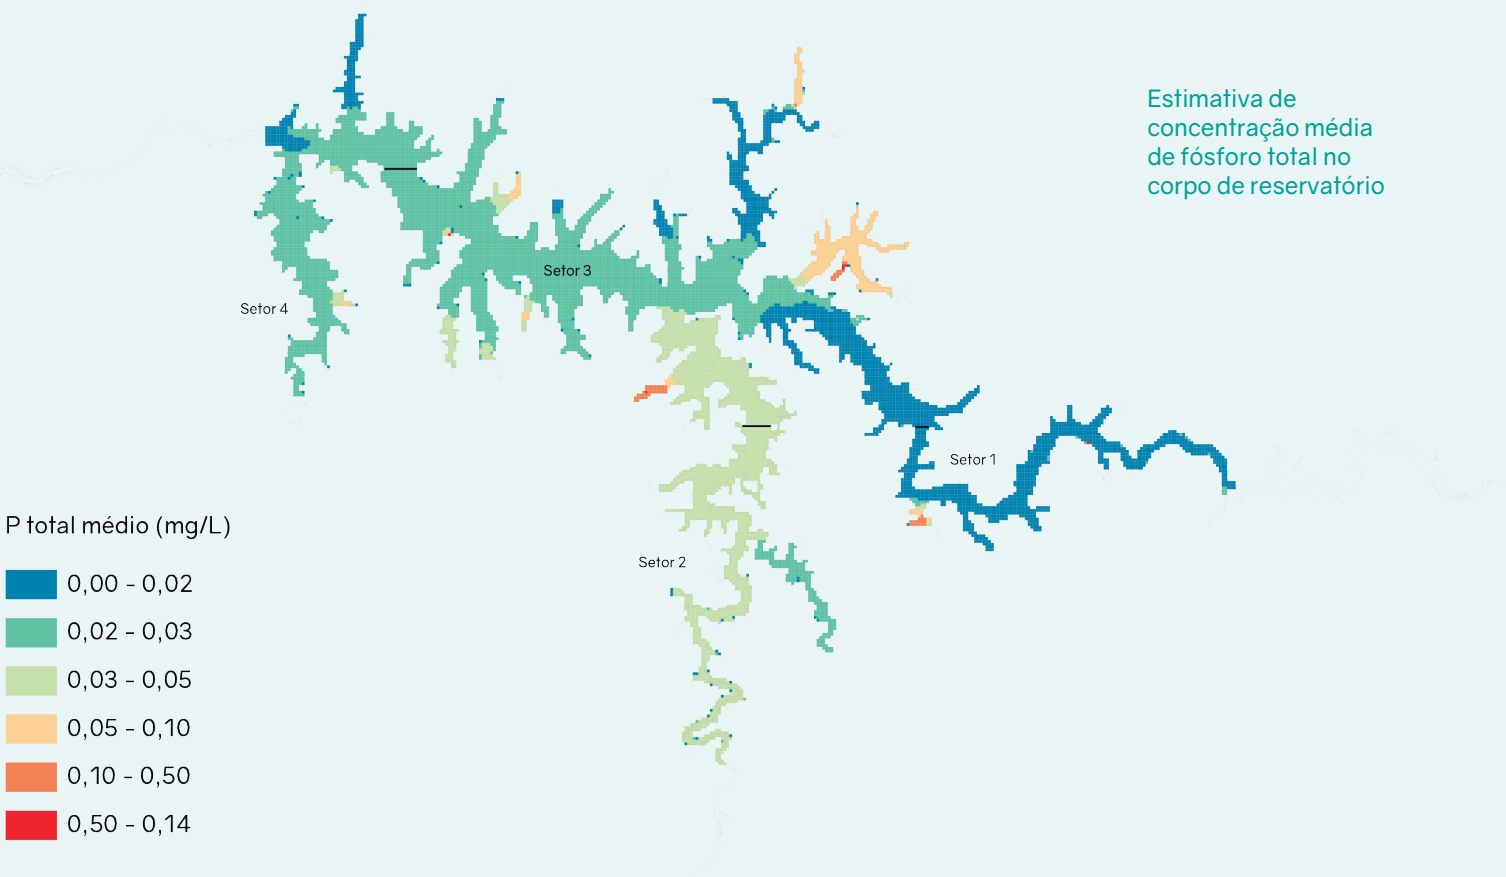 Estimativa de
concentração média
de fósforo total no
corpo de reservatório
Setor 3
Setor 4
Setor 1
Setor 2
P total médio (mg/L)
0,00 - 0,02
0,02 - 0,03
0,03 - 0,05
0,05 - 0,10
0,10 - 0,50
0,50 - 0,14